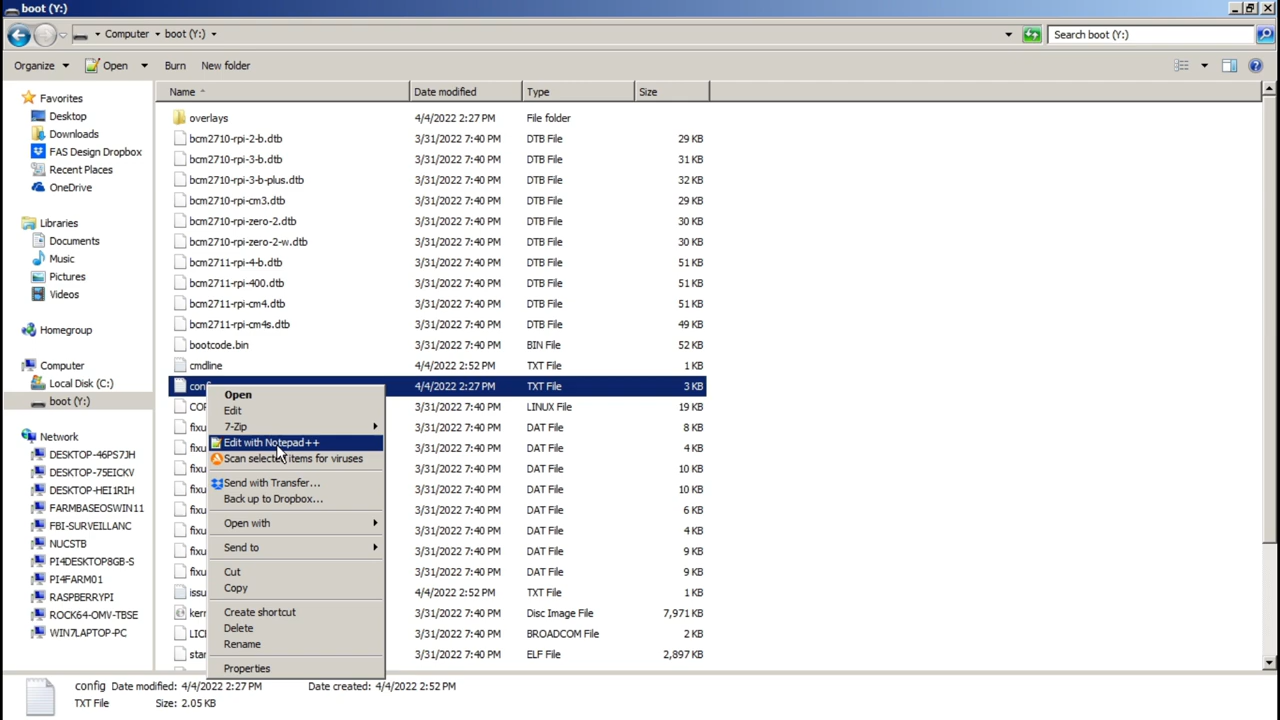 boot (Y:)
Computer boot (Y:)
Search boot (Y:)
Organize Open Burn New folder
Name Date modified Type Size
Favorites
Desktop
Downloads
FAS Design Dropbox
Recent Places
OneDrive
Libraries
Documents
Music
Pictures
Videos
Homegroup
Computer
Local Disk (C:)
boot (Y:)
Network
DESKTOP-46PS7JH
DESKTOP-75EICKV
DESKTOP-HEI1RIH
FARMBASEOSWIN11
FBI-SURVEILLANC
NUCSTB
PI4DESKTOP8GB-S
PI4FARM01
RASPBERRYPI
ROCK64-OMV-TBSE
WIN7LAPTOP-PC
overlays 4/4/2022 2:27 PM File folder
bcm2710-rpi-2-b.dtb 3/31/2022 7:40 PM DTB File 29 KB
bcm2710-rpi-3-b.dtb 3/31/2022 7:40 PM DTB File 31 KB
bcm2710-rpi-3-b-plus.dtb 3/31/2022 7:40 PM DTB File 32 KB
bcm2710-rpi-cm3.dtb 3/31/2022 7:40 PM DTB File 29 KB
bcm2710-rpi-zero-2.dtb 3/31/2022 7:40 PM DTB File 30 KB
bcm2710-rpi-zero-2-w.dtb 3/31/2022 7:40 PM DTB File 30 KB
bcm2711-rpi-4-b.dtb 3/31/2022 7:40 PM DTB File 51 KB
bcm2711-rpi-400.dtb 3/31/2022 7:40 PM DTB File 51 KB
bcm2711-rpi-cm4.dtb 3/31/2022 7:40 PM DTB File 51 KB
bcm2711-rpi-cm4s.dtb 3/31/2022 7:40 PM DTB File 49 KB
bootcode.bin 3/31/2022 7:40 PM BIN File 52 KB
cmdline 4/4/2022 2:52 PM TXT File 1 KB
4/4/2022 2:27 PM TXT File 3 KB
3/31/2022 7:40 PM LINUX File 19 KB
fixu 3/31/2022 7:40 PM DAT File 8 KB
fixu 3/31/2022 7:40 PM DAT File 4 KB
fixu 3/31/2022 7:40 PM DAT File 10 KB
fixu 3/31/2022 7:40 PM DAT File 10 KB
fixu 3/31/2022 7:40 PM DAT File 6 KB
fixu 3/31/2022 7:40 PM DAT File 4 KB
fixu 3/31/2022 7:40 PM DAT File 9 KB
fixu 3/31/2022 7:40 PM DAT File 9 KB
issu 4/4/2022 2:52 PM TXT File 1 KB
3/31/2022 7:40 PM Disc Image File 7,971 KB
3/31/2022 7:40 PM BROADCOM File 2 KB
3/31/2022 7:40 PM ELF File 2,897 KB
Open
Edit
7-Zip
Edit with Notepad++
Scan selected items for viruses
Send with Transfer...
Back up to Dropbox...
Open with
Send to
Cut
Copy
Create shortcut
Delete
Rename
Properties
config Date modified: 4/4/2022 2:27 PM Date created: 4/4/2022 2:52 PM
TXT File Size: 2.05 KB